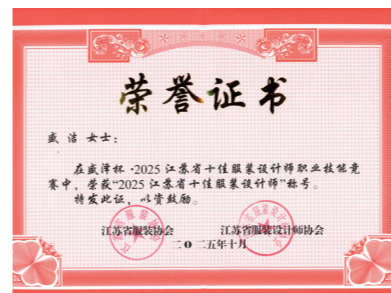 荣誉证书
盛洁 女士：
在盛泽杯·2025江苏省十佳服装设计师职业技能竞
赛中，荣获“2025江苏省十佳服装设计师”称号。
特发此证，以资鼓励。
江苏省服装协会 江苏省服装设计师协会
二0二五年十月